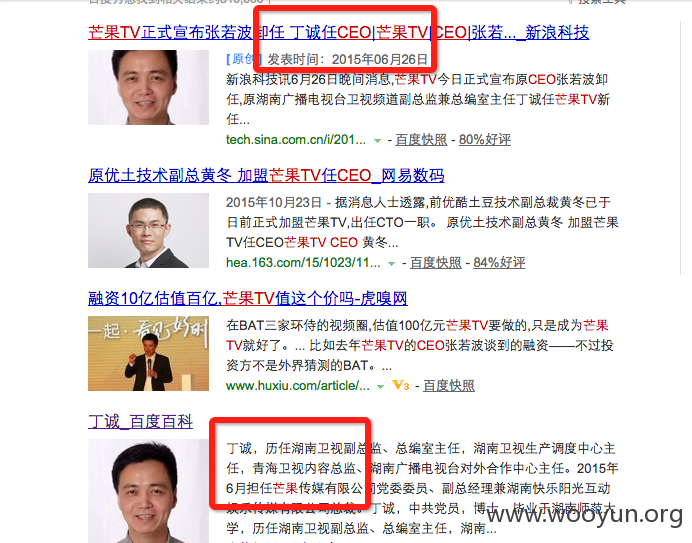 芒果TV正式宣布张若波卸任 丁诚任CEO|芒果TV|CEO|张若..._新浪科技
[原创] 发表时间：2015年06月26日
新浪科技讯6月26日晚间消息,芒果TV今日正式宣布原CEO张若波卸
任,原湖南广播电视台卫视频道副总监兼总编室主任丁诚任芒果TV新
任...
tech.sina.com.cn/i/201... - 百度快照 - 80%好评
原优土技术副总黄冬 加盟芒果TV任CEO_网易数码
2015年10月23日 - 据消息人士透露,前优酷土豆技术副总裁黄冬已于
日前正式加盟芒果TV,出任CTO一职。 原优土技术副总黄冬 加盟芒果
TV任CEO芒果TV CEO 黄冬...
hea.163.com/15/1023/11... - 百度快照 - 84%好评
融资10亿估值百亿,芒果TV值这个价吗-虎嗅网
一起·看见了好时
在BAT三家环侍的视频圈,估值100亿元芒果TV要做的,只是成为芒果
TV就好了。... 比如去年芒果TV的CEO张若波谈到的融资——不过投
资方不是外界猜测的BAT。...
www.huxiu.com/article/... V3 - 百度快照
丁诚_百度百科
丁诚，历任湖南卫视副总监、总编室主任，湖南卫视生产调度中心主
任，青海卫视内容总监、湖南广播电视台对外合作中心主任。2015年
6月担任芒果传媒有限公司党委委员、副总经理兼湖南快乐阳光互动
娱乐传媒有限公司总裁。丁诚，中共党员，博士，毕业于湖南师范大
学，历任湖南卫视副总监、总编室主任，湖南...
www.wooyun.org